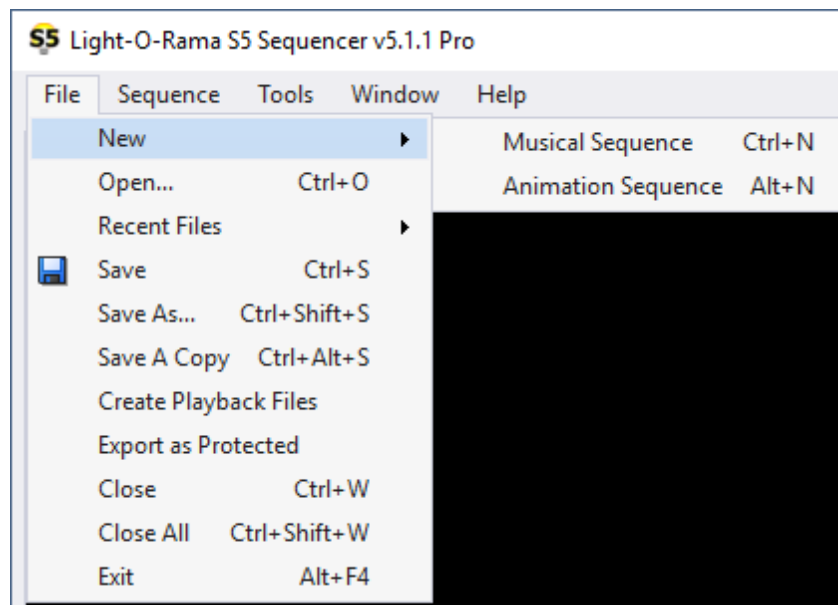 S5 Light-O-Rama S5 Sequencer v5.1.1 Pro
File Sequence Tools Window Help
New Musical Sequence Ctrl+N
Open... Ctrl+O Animation Sequence Alt+N
Recent Files
Save Ctrl+S
Save As... Ctrl+Shift+S
Save A Copy Ctrl+Alt+S
Create Playback Files
Export as Protected
Close Ctrl+W
Close All Ctrl+Shift+W
Exit Alt+F4